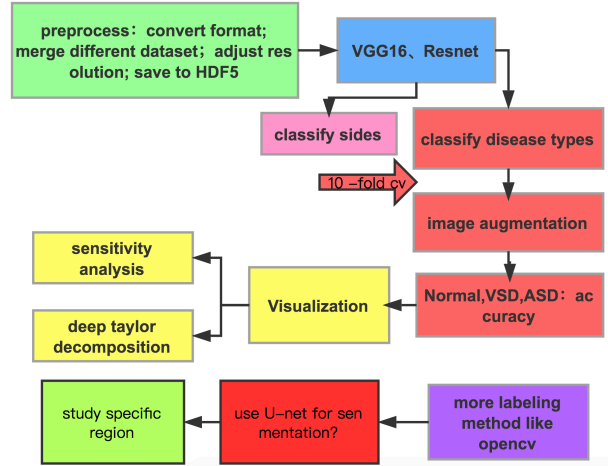 preprocess：convert format;
merge different dataset；adjust res
olution; save to HDF5
VGG16、Resnet
classify sides
classify disease types
10 -fold cv
image augmentation
sensitivity
analysis
Visualization
Normal,VSD,ASD：ac
curacy
deep taylor
decomposition
study specific
region
use U-net for sen
mentation?
more labeling
method like
opencv